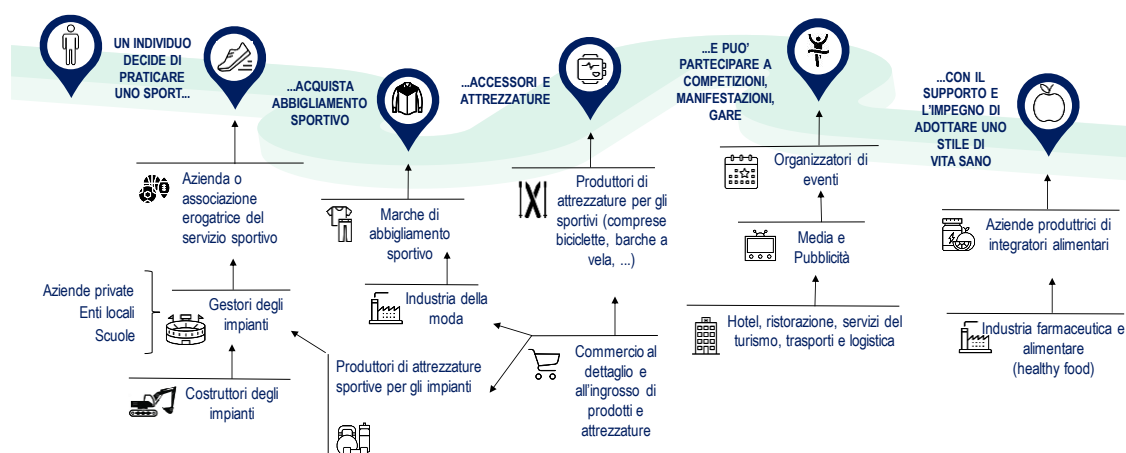 UN INDIVIDUO
DECIDE DI
PRATICARE
UNO SPORT...
...ACQUISTA
ABBIGLIAMENTO
SPORTIVO
...ACCESSORI E
ATTREZZATURE
...E PUO'
PARTECIPARE A
COMPETIZIONI,
MANIFESTAZIONI,
GARE
...CON IL
SUPPORTO E
L'IMPEGNO DI
ADOTTARE UNO
STILE DI
VITA SANO
Azienda o
associazione
erogatrice del
servizio sportivo
Aziende private
Enti locali
Scuole
Gestori degli
impianti
Costruttori degli
impianti
Marche di
abbigliamento
sportivo
Industria della
moda
Produttori di attrezzature
sportive per gli impianti
Produttori di
attrezzature per gli
sportivi (comprese
biciclette, barche a
vela, ...)
Commercio al
dettaglio e
all'ingrosso di
prodotti e
attrezzature
Organizzatori di
eventi
Media e
Pubblicità
Hotel, ristorazione, servizi del
turismo, trasporti e logistica
Aziende produttrici di
integratori alimentari
Industria farmaceutica e
alimentare
(healthy food)